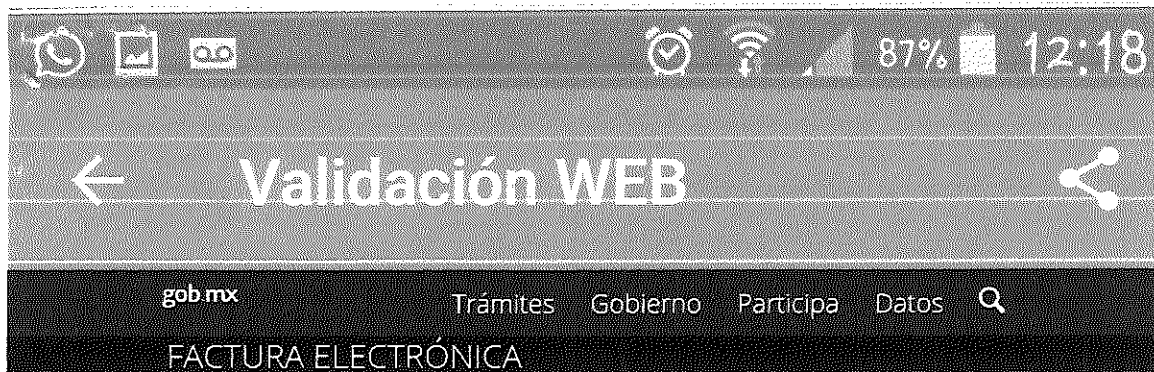 87% 12:18
Validación WEB
gob.mx Trámites Gobierno Participa Datos
FACTURA ELECTRÓNICA